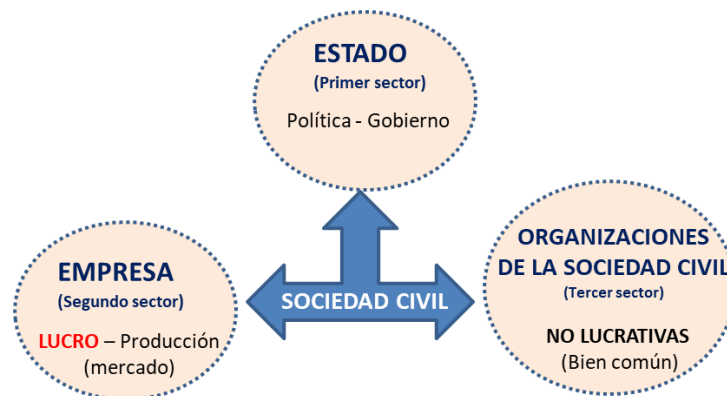 ESTADO
(Primer sector)
Política - Gobierno
EMPRESA
(Segundo sector)
LUCRO – Producción
(mercado)
SOCIEDAD CIVIL
ORGANIZACIONES
DE LA SOCIEDAD CIVIL
(Tercer sector)
NO LUCRATIVAS
(Bien común)